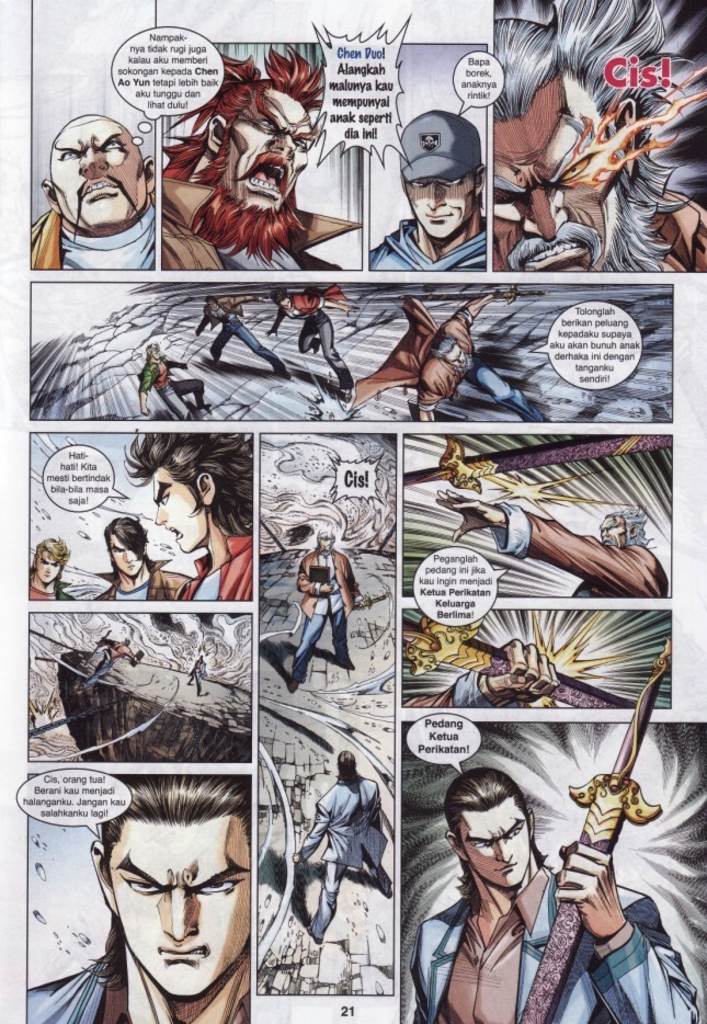 Nampak-
nya tidak rugi juga
kalau aku memberi
sokongan kepada Chen
Ao Yun tetapi lebih baik
aku tunggu dan
lihat dulu!
Chen Duo!
Alangkah
malunya kau
mempunyai
anak seperti
dia ini!
Bapa
borek,
anaknya
rintik!
Cis!
Tolonglah
berikan peluang
kepadaku supaya
aku bunuh anak
derhaka ini dengan
tanganku
sendiri!
Hati-
hati! Kita
mesti bertindak
bila-bila masa
saja!
Cis!
Peganglah
pedang ini jika
kau ingin menjadi
Ketua Perikatan
Keluarga
Berlima!
Cis, orang tua!
Berani kau menjadi
halanganku. Jangan kau
salahkanku!
Pedang
Ketua
Perikatan!
21